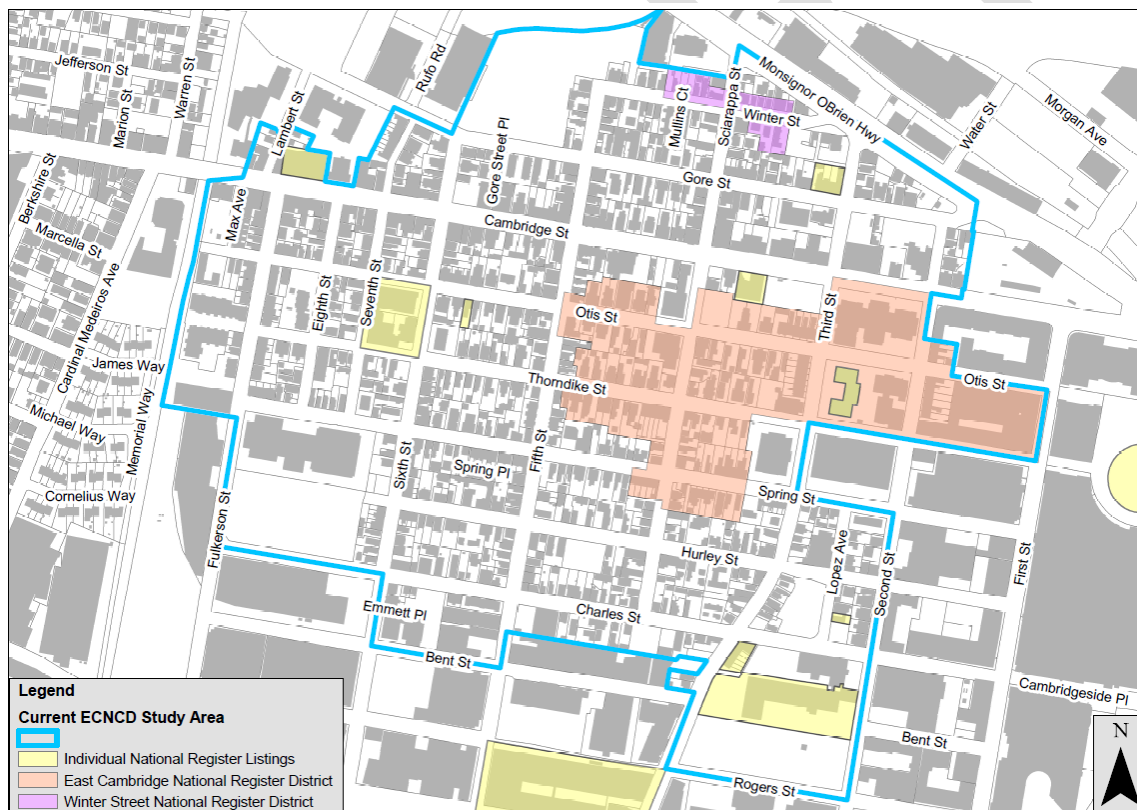 Jefferson St
Marion St
Warren St
Lambert St
Rufo Rd
Gore Street Pl
Mullins Ct
Sciarappa St
Monsignor OBrien Hwy
Winter St
Water St
Morgan Ave
Berkshire St
Marcella St
Max Ave
Gore St
Cambridge St
Cardinal Medeiros Ave
Eighth St
Seventh St
Otis St
Third St
James Way
Thorndike St
Otis St
Michael Way
Memorial Way
Cornelius Way
Sixth St
Spring Pl
Fifth St
Spring St
Fulkerson St
Hurley St
Lopez Ave
Second St
First St
Emmett Pl
Charles St
Bent St
Cambridgeside Pl
Bent St
Rogers St
N
Legend
Current ECNCD Study Area
Individual National Register Listings
East Cambridge National Register District
Winter Street National Register District